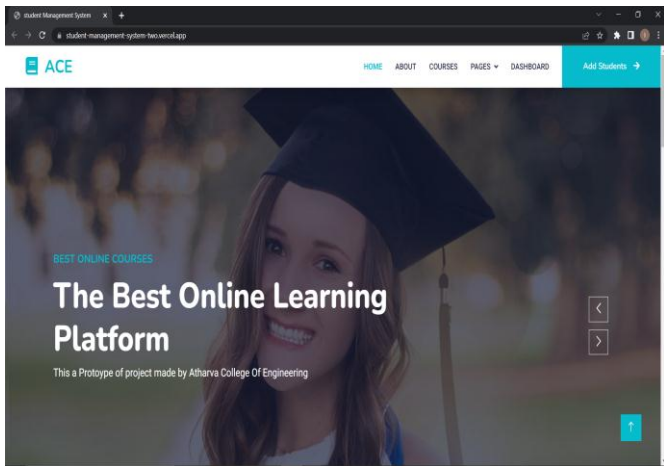 student Management System
student-management-system-two.vercel.app
ACE
HOME ABOUT COURSES PAGES DASHBOARD Add Students
BEST ONLINE COURSES
The Best Online Learning
Platform
This a Protoype of project made by Atharva College Of Engineering